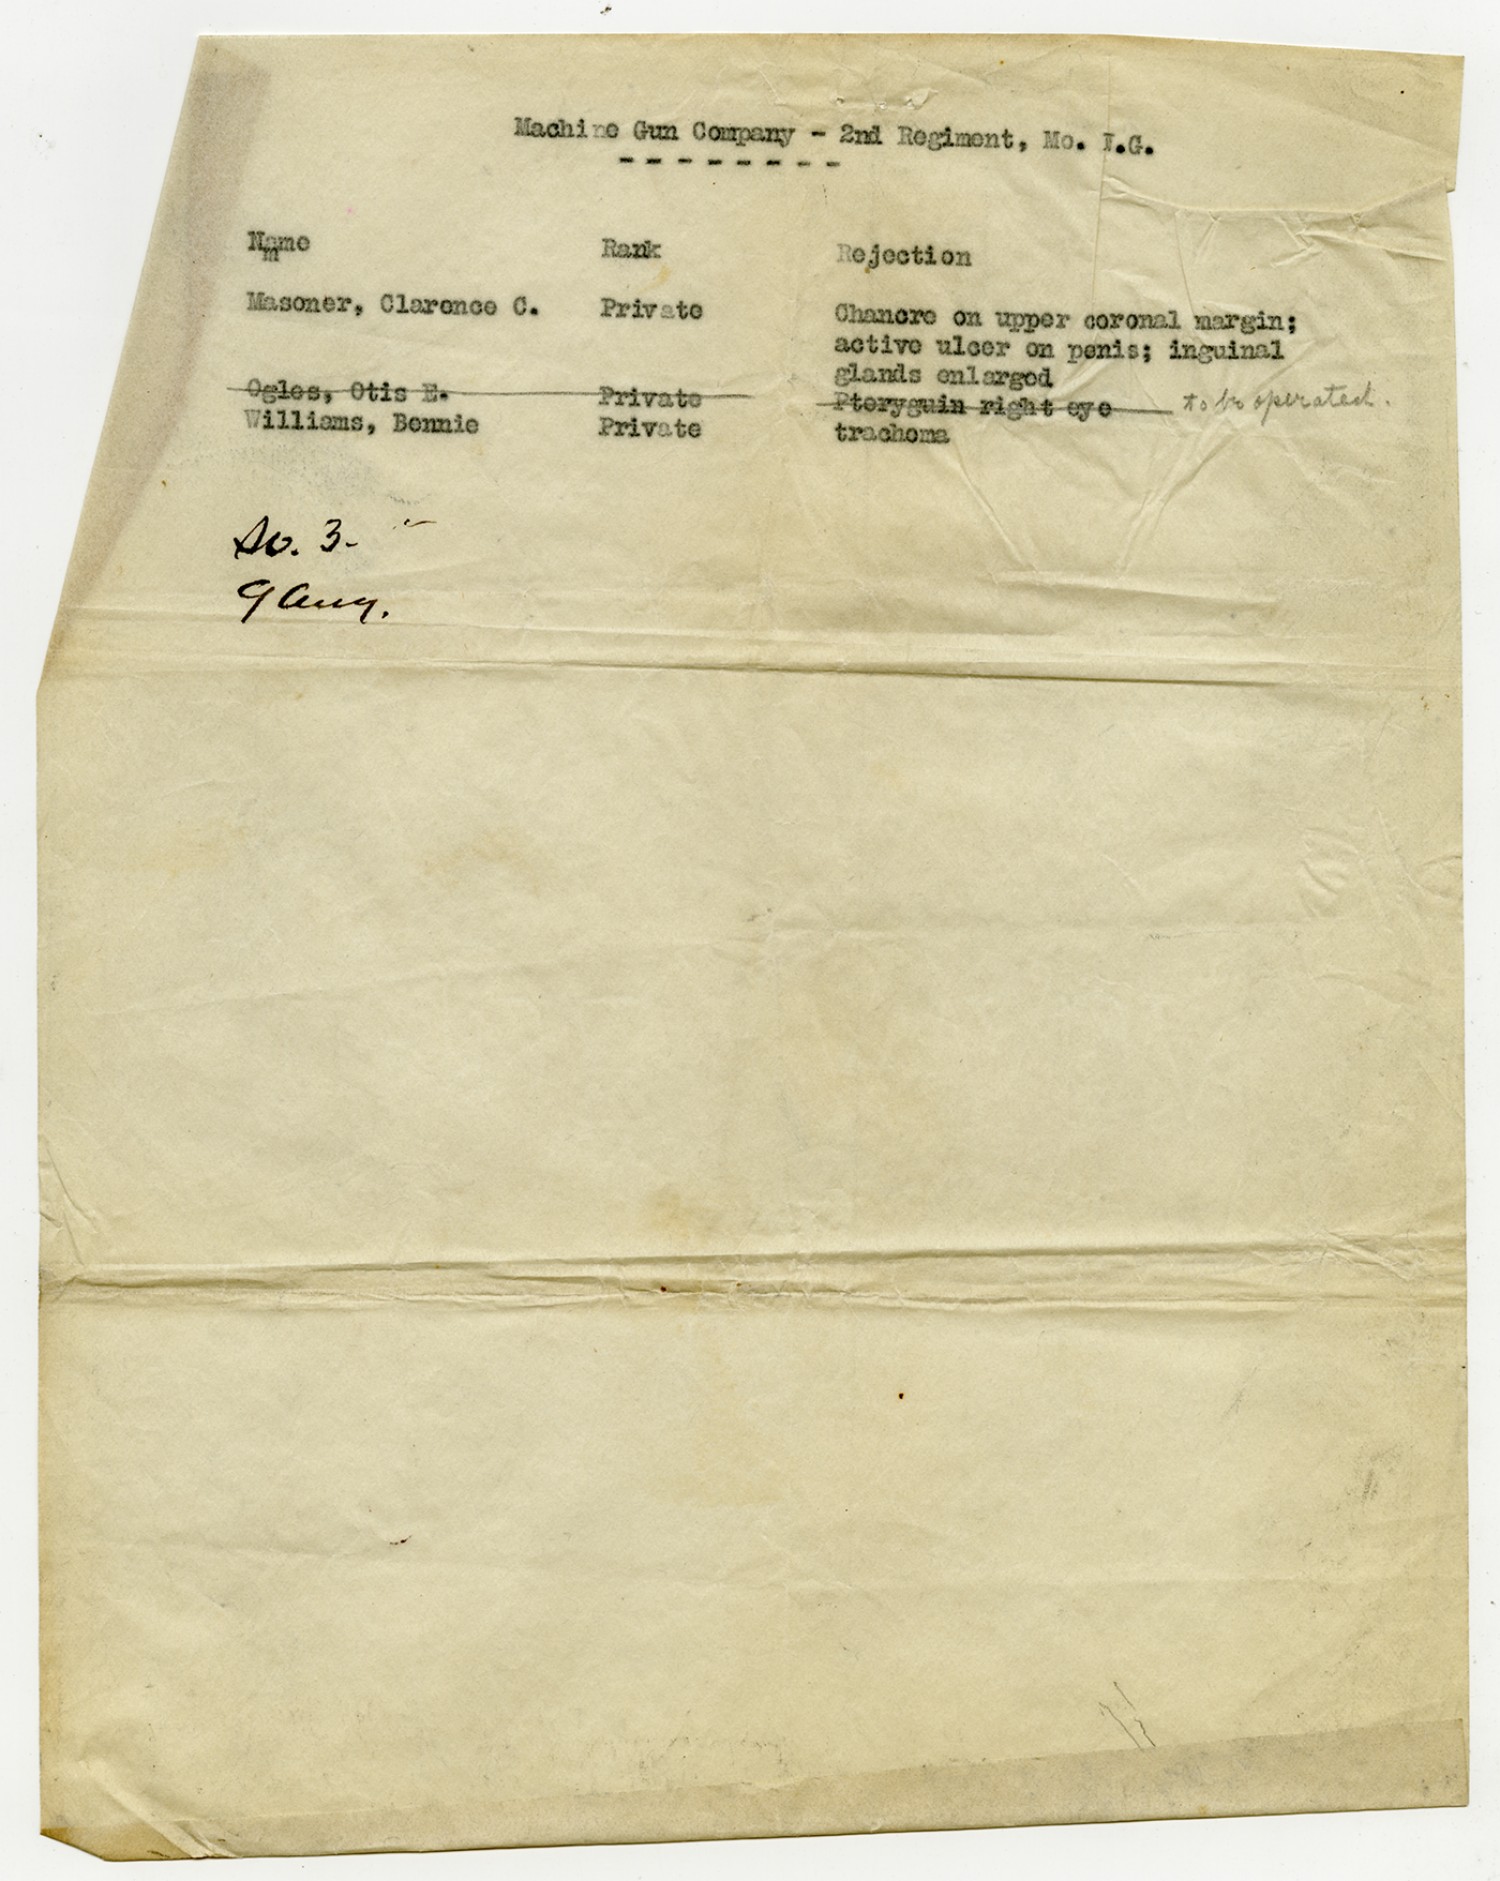 Machine Gun Company - 2nd Regiment, Mo. N.G.
- - - - - - - -
Name Rank Rejection
m
Masoner, Clarence C. Private Chancre on upper coronal margin;
active ulcer on penis; inguinal
glands enlarged
Ogles, Otis E. Private Pteryguin right eye to be operated.
Williams, Bennie Private trachoma
So. 3-
9 Aug.